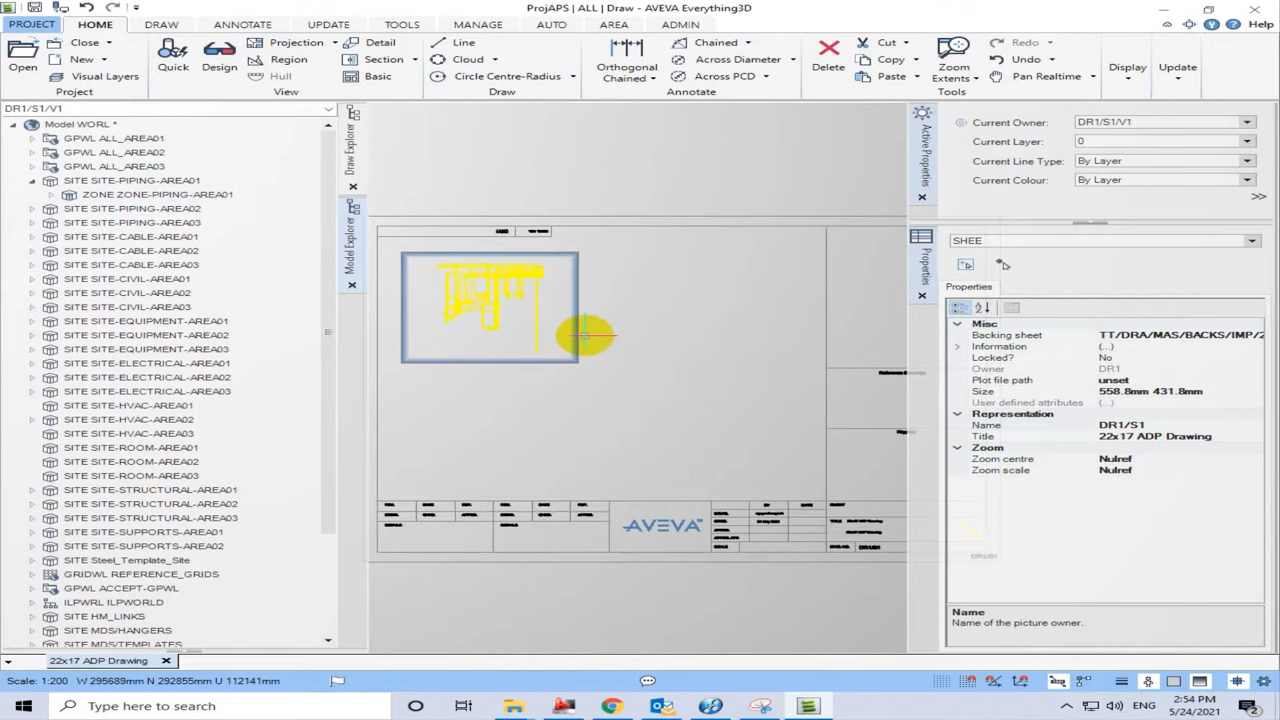 ProjAPS | ALL | Draw - AVEVA Everything3D
PROJECT HOME DRAW ANNOTATE UPDATE TOOLS MANAGE AUTO AREA ADMIN Help
Close Projection Detail Line Chained Cut Redo
New Region Section Cloud Across Diameter Copy Undo
Open Visual Layers Quick Design Hull Basic Circle Centre-Radius Orthogonal Chained Across PCD Delete Paste Zoom Extents Pan Realtime Display Update
Project View Draw Annotate Tools
DR1/S1/V1
Model WORL *
GPWL ALL_AREA01
GPWL ALL_AREA02
GPWL ALL_AREA03
SITE SITE-PIPING-AREA01
ZONE ZONE-PIPING-AREA01
SITE SITE-PIPING-AREA02
SITE SITE-PIPING-AREA03
SITE SITE-CABLE-AREA01
SITE SITE-CABLE-AREA02
SITE SITE-CABLE-AREA03
SITE SITE-CIVIL-AREA01
SITE SITE-CIVIL-AREA02
SITE SITE-CIVIL-AREA03
SITE SITE-EQUIPMENT-AREA01
SITE SITE-EQUIPMENT-AREA02
SITE SITE-EQUIPMENT-AREA03
SITE SITE-ELECTRICAL-AREA01
SITE SITE-ELECTRICAL-AREA02
SITE SITE-ELECTRICAL-AREA03
SITE SITE-HVAC-AREA01
SITE SITE-HVAC-AREA02
SITE SITE-HVAC-AREA03
SITE SITE-ROOM-AREA01
SITE SITE-ROOM-AREA02
SITE SITE-ROOM-AREA03
SITE SITE-STRUCTURAL-AREA01
SITE SITE-STRUCTURAL-AREA02
SITE SITE-STRUCTURAL-AREA03
SITE SITE-SUPPORTS-AREA01
SITE SITE-SUPPORTS-AREA02
SITE Steel_Template_Site
GRIDWL REFERENCE_GRIDS
GPWL ACCEPT-GPWL
ILPWRL ILPWORLD
SITE HM_LINKS
SITE MDS/HANGERS
SITE MDS/TEMPLATES
Draw Explorer
Model Explorer
AVEVA
Active Properties
Properties
Current Owner: DR1/S1/V1
Current Layer: 0
Current Line Type: By Layer
Current Colour: By Layer
SHEE
Properties
Misc
Backing sheet TT/DRA/MAS/BACKS/IMP/2
Information (...)
Locked? No
Owner DR1
Plot file path unset
Size 558.8mm 431.8mm
User defined attributes (...)
Representation
Name DR1/S1
Title 22x17 ADP Drawing
Zoom
Zoom centre Nulref
Zoom scale Nulref
Name
Name of the picture owner.
22x17 ADP Drawing
Scale: 1:200 W 295689mm N 292855mm U 112141mm
Type here to search
ENG
2:54 PM
5/24/2021
2